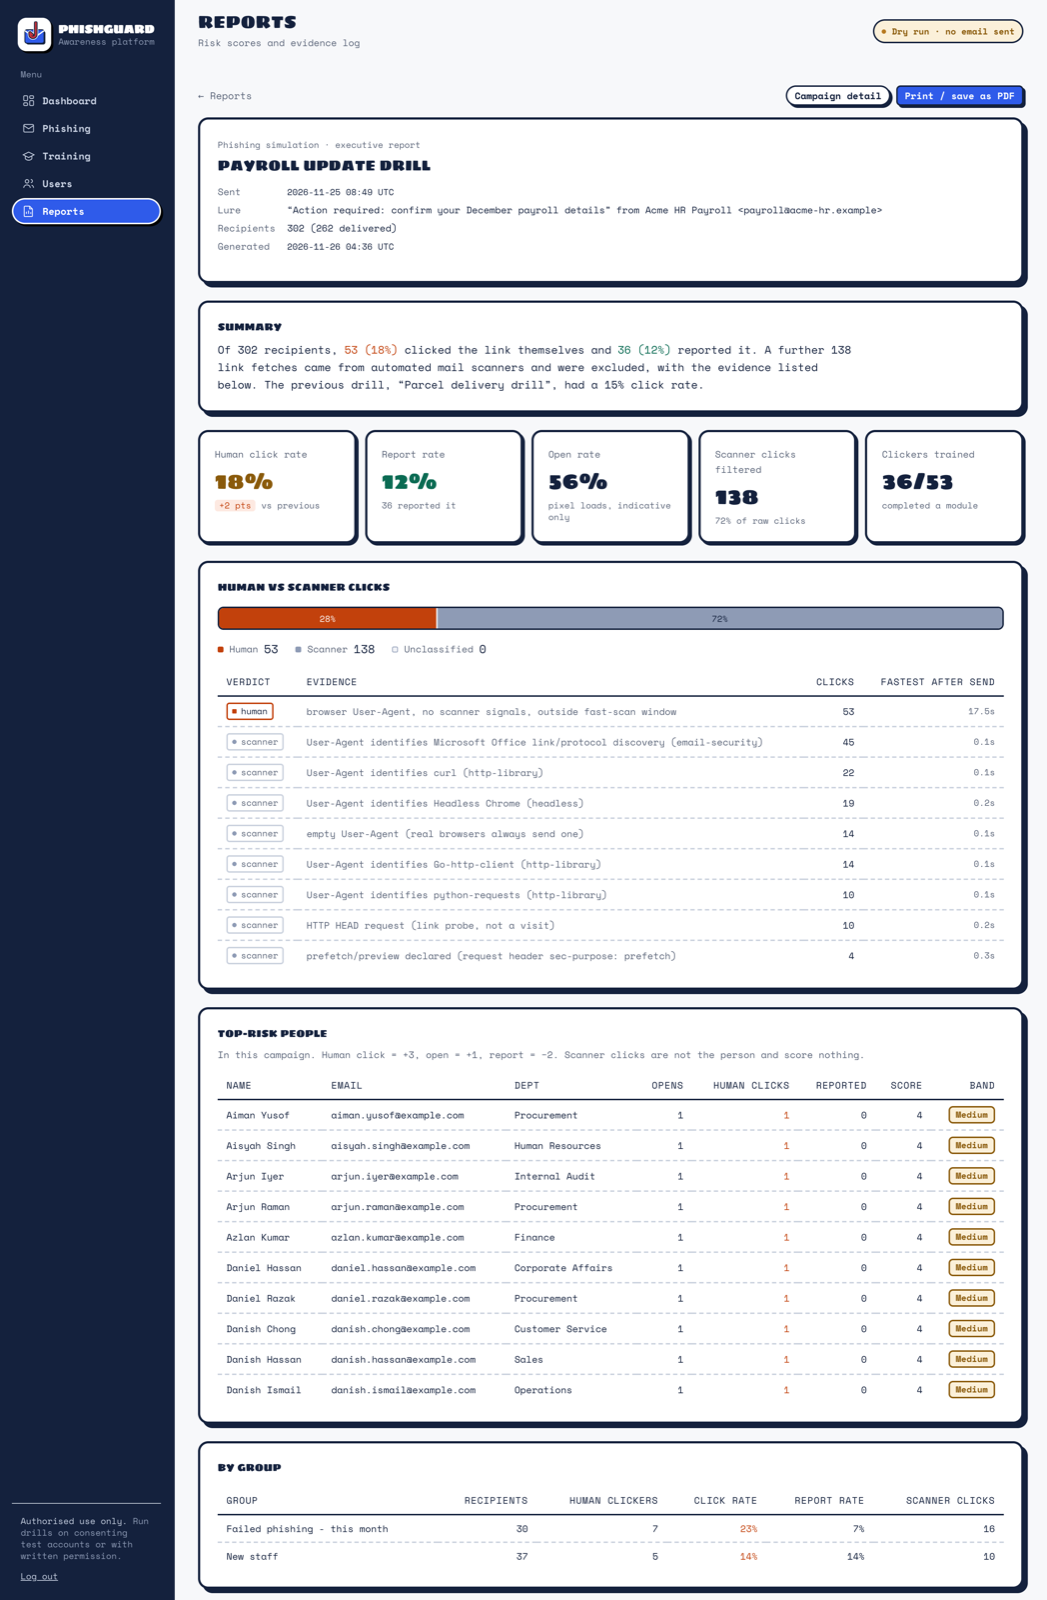 PHISHGUARD
Awareness platform
Menu
Dashboard
Phishing
Training
Users
Reports
REPORTS
Risk scores and evidence log
Dry run · no email sent
← Reports
Campaign detail
Print / save as PDF
Phishing simulation · executive report
PAYROLL UPDATE DRILL
Sent 2026-11-25 08:49 UTC
Lure “Action required: confirm your December payroll details” from Acme HR Payroll <payroll@acme-hr.example>
Recipients 302 (262 delivered)
Generated 2026-11-26 04:36 UTC
SUMMARY
Of 302 recipients, 53 (18%) clicked the link themselves and 36 (12%) reported it. A further 138
link fetches came from automated mail scanners and were excluded, with the evidence listed
below. The previous drill, “Parcel delivery drill”, had a 15% click rate.
Human click rate
18%
+2 pts vs previous
Report rate
12%
36 reported it
Open rate
56%
pixel loads, indicative
only
Scanner clicks
filtered
138
72% of raw clicks
Clickers trained
36/53
completed a module
HUMAN VS SCANNER CLICKS
28% 72%
Human 53 Scanner 138 Unclassified 0
VERDICT EVIDENCE CLICKS FASTEST AFTER SEND
human browser User-Agent, no scanner signals, outside fast-scan window 53 17.5s
scanner User-Agent identifies Microsoft Office link/protocol discovery (email-security) 45 0.1s
scanner User-Agent identifies curl (http-library) 22 0.1s
scanner User-Agent identifies Headless Chrome (headless) 19 0.2s
scanner empty User-Agent (real browsers always send one) 14 0.1s
scanner User-Agent identifies Go-http-client (http-library) 14 0.1s
scanner User-Agent identifies python-requests (http-library) 10 0.1s
scanner HTTP HEAD request (link probe, not a visit) 10 0.2s
scanner prefetch/preview declared (request header sec-purpose: prefetch) 4 0.3s
TOP-RISK PEOPLE
In this campaign. Human click = +3, open = +1, report = -2. Scanner clicks are not the person and score nothing.
NAME EMAIL DEPT OPENS HUMAN CLICKS REPORTED SCORE BAND
Aiman Yusof aiman.yusof@example.com Procurement 1 1 0 4 Medium
Aisyah Singh aisyah.singh@example.com Human Resources 1 1 0 4 Medium
Arjun Iyer arjun.iyer@example.com Internal Audit 1 1 0 4 Medium
Arjun Raman arjun.raman@example.com Procurement 1 1 0 4 Medium
Azlan Kumar azlan.kumar@example.com Finance 1 1 0 4 Medium
Daniel Hassan daniel.hassan@example.com Corporate Affairs 1 1 0 4 Medium
Daniel Razak daniel.razak@example.com Procurement 1 1 0 4 Medium
Danish Chong danish.chong@example.com Customer Service 1 1 0 4 Medium
Danish Hassan danish.hassan@example.com Sales 1 1 0 4 Medium
Danish Ismail danish.ismail@example.com Operations 1 1 0 4 Medium
BY GROUP
GROUP RECIPIENTS HUMAN CLICKERS CLICK RATE REPORT RATE SCANNER CLICKS
Failed phishing - this month 30 7 23% 7% 16
New staff 37 5 14% 14% 10
Authorised use only. Run
drills on consenting
test accounts or with
written permission.
Log out